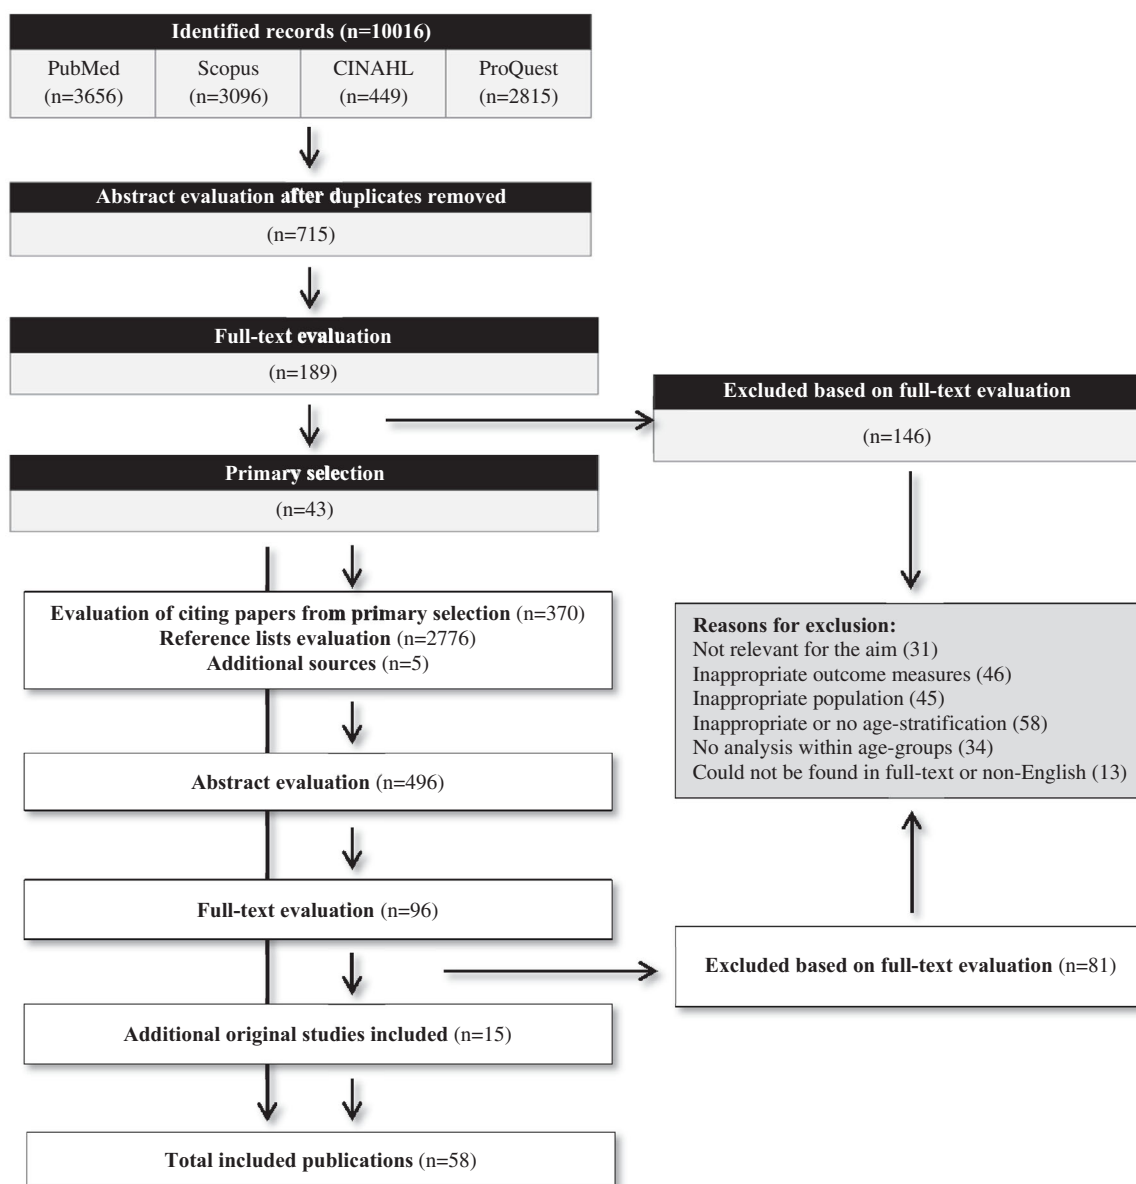 Identified records (n=10016)
PubMed
(n=3656)
Scopus
(n=3096)
CINAHL
(n=449)
ProQuest
(n=2815)
Abstract evaluation after duplicates removed
(n=715)
Full-text evaluation
(n=189)
Excluded based on full-text evaluation
(n=146)
Primary selection
(n=43)
Evaluation of citing papers from primary selection (n=370)
Reference lists evaluation (n=2776)
Additional sources (n=5)
Reasons for exclusion:
Not relevant for the aim (31)
Inappropriate outcome measures (46)
Inappropriate population (45)
Inappropriate or no age-stratification (58)
No analysis within age-groups (34)
Could not be found in full-text or non-English (13)
Abstract evaluation (n=496)
Full-text evaluation (n=96)
Excluded based on full-text evaluation (n=81)
Additional original studies included (n=15)
Total included publications (n=58)